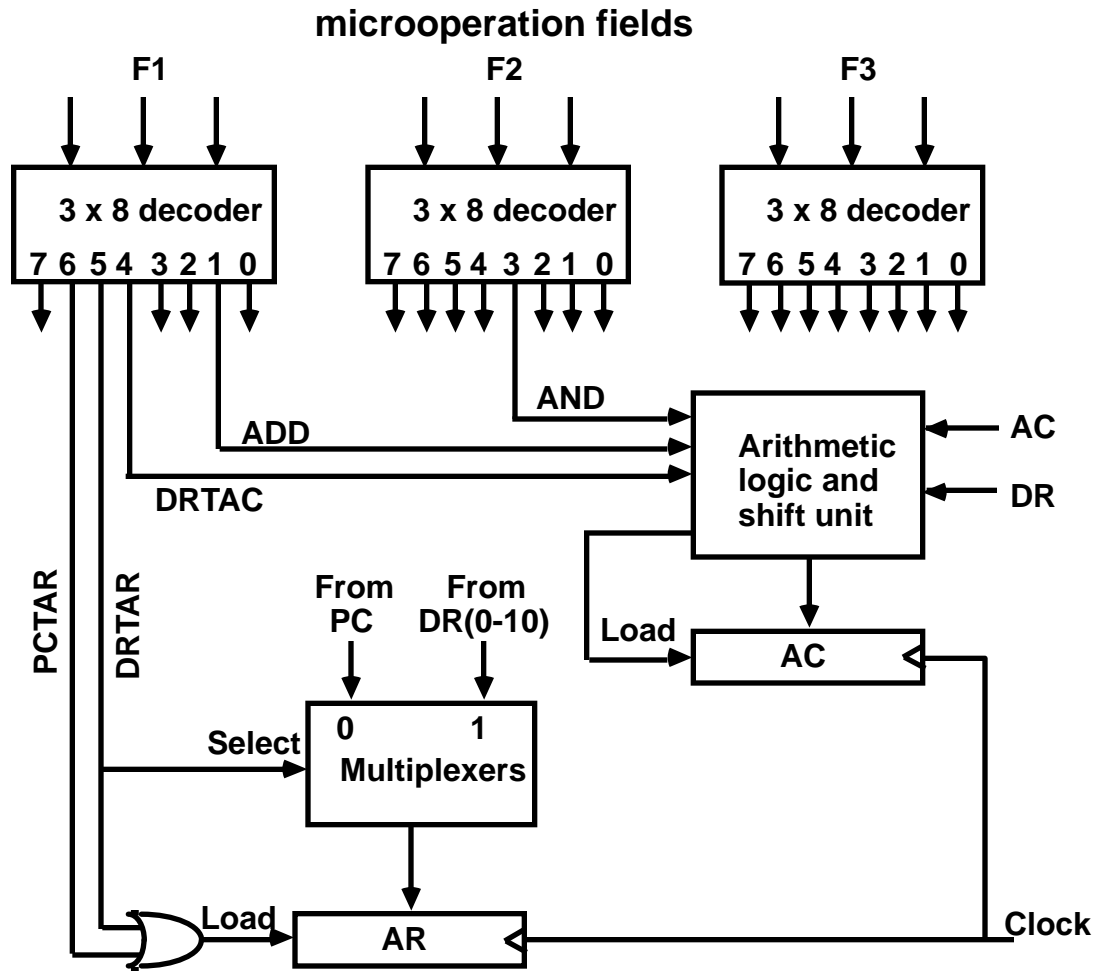 microoperation fields
F1
F2
F3
3 x 8 decoder
7 6 5 4 3 2 1 0
3 x 8 decoder
7 6 5 4 3 2 1 0
3 x 8 decoder
7 6 5 4 3 2 1 0
AND
ADD
DRTAC
Arithmetic
logic and
shift unit
AC
DR
PCTAR
DRTAR
From
PC
From
DR(0-10)
Load
AC
Select
0 1
Multiplexers
Load
AR
Clock